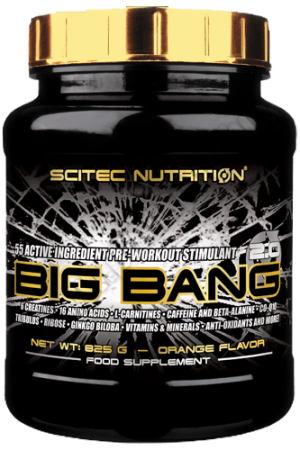 SCITEC NUTRITION®
55 ACTIVE INGREDIENT PRE-WORKOUT STIMULANT
BIG BANG 2.0
6 CREATINES • 16 AMINO ACIDS • L-CARNITINES • CAFFEINE AND BETA-ALANINE • CO-Q10
TRIBULUS • RIBOSE • GINKGO BILOBA • VITAMINS & MINERALS • ANTI-OXIDANTS AND MORE!
NET WT: 825 G – ORANGE FLAVOR
FOOD SUPPLEMENT